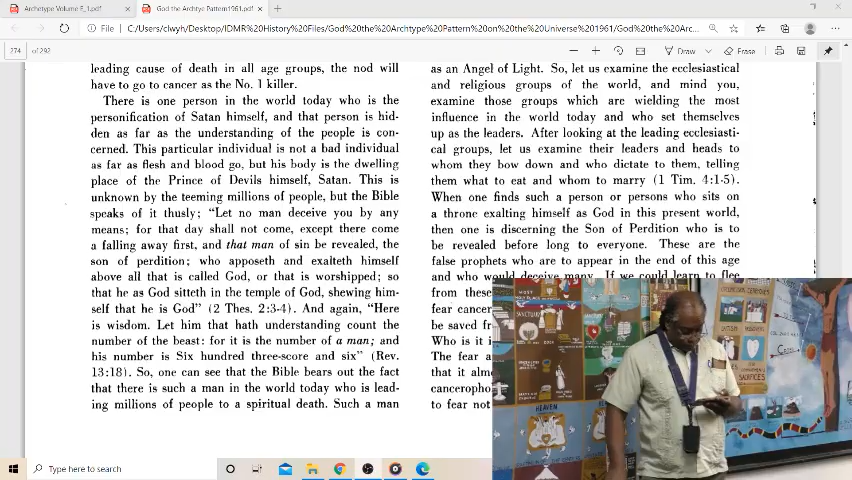 Archetype Volume F_1.pdf
God the Archtye Pattern1961.pdf
File
C:/Users/clwyh/Desktop/IDMR%20History%20Files/God%20the%20Archtype%20Pattern%20on%20the%20Universe%201961/God%20the%20Arc...
274 of 292
Draw
Erase
leading cause of death in all age groups, the nod will
have to go to cancer as the No. 1 killer.
There is one person in the world today who is the
personification of Satan himself, and that person is hid-
den as far as the understanding of the people is con-
cerned. This particular individual is not a bad individual
as far as flesh and blood go, but his body is the dwelling
place of the Prince of Devils himself, Satan. This is
unknown by the teeming millions of people, but the Bible
speaks of it thusly; “Let no man deceive you by any
means; for that day shall not come, except there come
a falling away first, and that man of sin be revealed, the
son of perdition; who apposeth and exalteth himself
above all that is called God, or that is worshipped; so
that he as God sitteth in the temple of God, shewing him-
self that he is God” (2 Thes. 2:3-4). And again, “Here
is wisdom. Let him that hath understanding count the
number of the beast: for it is the number of a man; and
his number is Six hundred three-score and six” (Rev.
13:18). So, one can see that the Bible bears out the fact
that there is such a man in the world today who is lead-
ing millions of people to a spiritual death. Such a man
as an Angel of Light. So, let us examine the ecclesiastical
and religious groups of the world, and mind you,
examine those groups which are wielding the most
influence in the world today and who set themselves
up as the leaders. After looking at the leading ecclesiasti-
cal groups, let us examine their leaders and heads to
whom they bow down and who dictate to them, telling
them what to eat and whom to marry (1 Tim. 4:1-5).
When one finds such a person or persons who sits on
a throne exalting himself as God in this present world,
then one is discerning the Son of Perdition who is to
be revealed before long to everyone. These are the
false prophets who are to appear in the end of this age
and who would deceive many. If we could learn to flee
from these
fear cancer
be saved fr
Who is it i
The fear a
that it almo
cancerophob
to fear not
HEAVEN
SACRIFICES
Type here to search